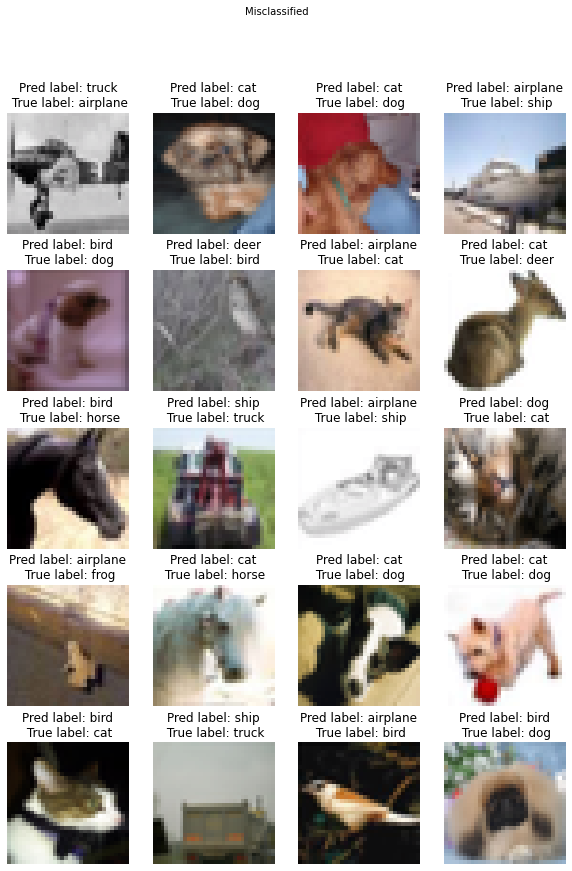 Misclassified
Pred label: truck
True label: airplane
Pred label: cat
True label: dog
Pred label: cat
True label: dog
Pred label: airplane
True label: ship
Pred label: bird
True label: dog
Pred label: deer
True label: bird
Pred label: airplane
True label: cat
Pred label: cat
True label: deer
Pred label: bird
True label: horse
Pred label: ship
True label: truck
Pred label: airplane
True label: ship
Pred label: dog
True label: cat
Pred label: airplane
True label: frog
Pred label: cat
True label: horse
Pred label: cat
True label: dog
Pred label: cat
True label: dog
Pred label: bird
True label: cat
Pred label: ship
True label: truck
Pred label: airplane
True label: bird
Pred label: bird
True label: dog